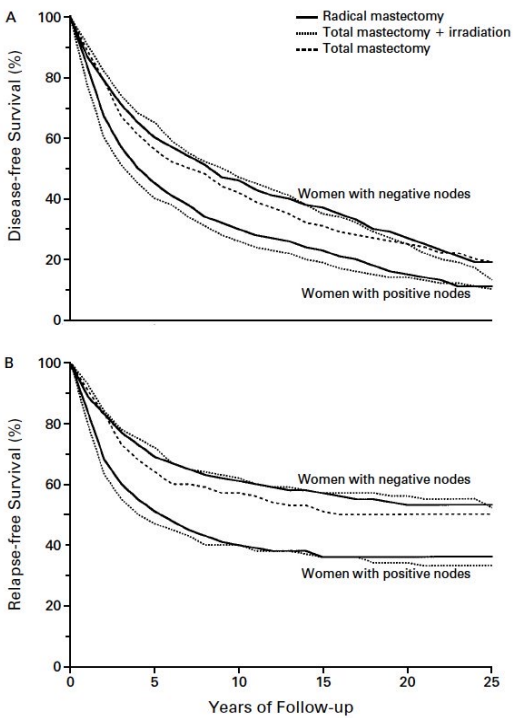 A
Radical mastectomy
Total mastectomy + irradiation
Total mastectomy
Disease-free Survival (%)
100
80
60
40
20
0
Women with negative nodes
Women with positive nodes
B
Relapse-free Survival (%)
100
80
60
40
20
0
Women with negative nodes
Women with positive nodes
0 5 10 15 20 25
Years of Follow-up